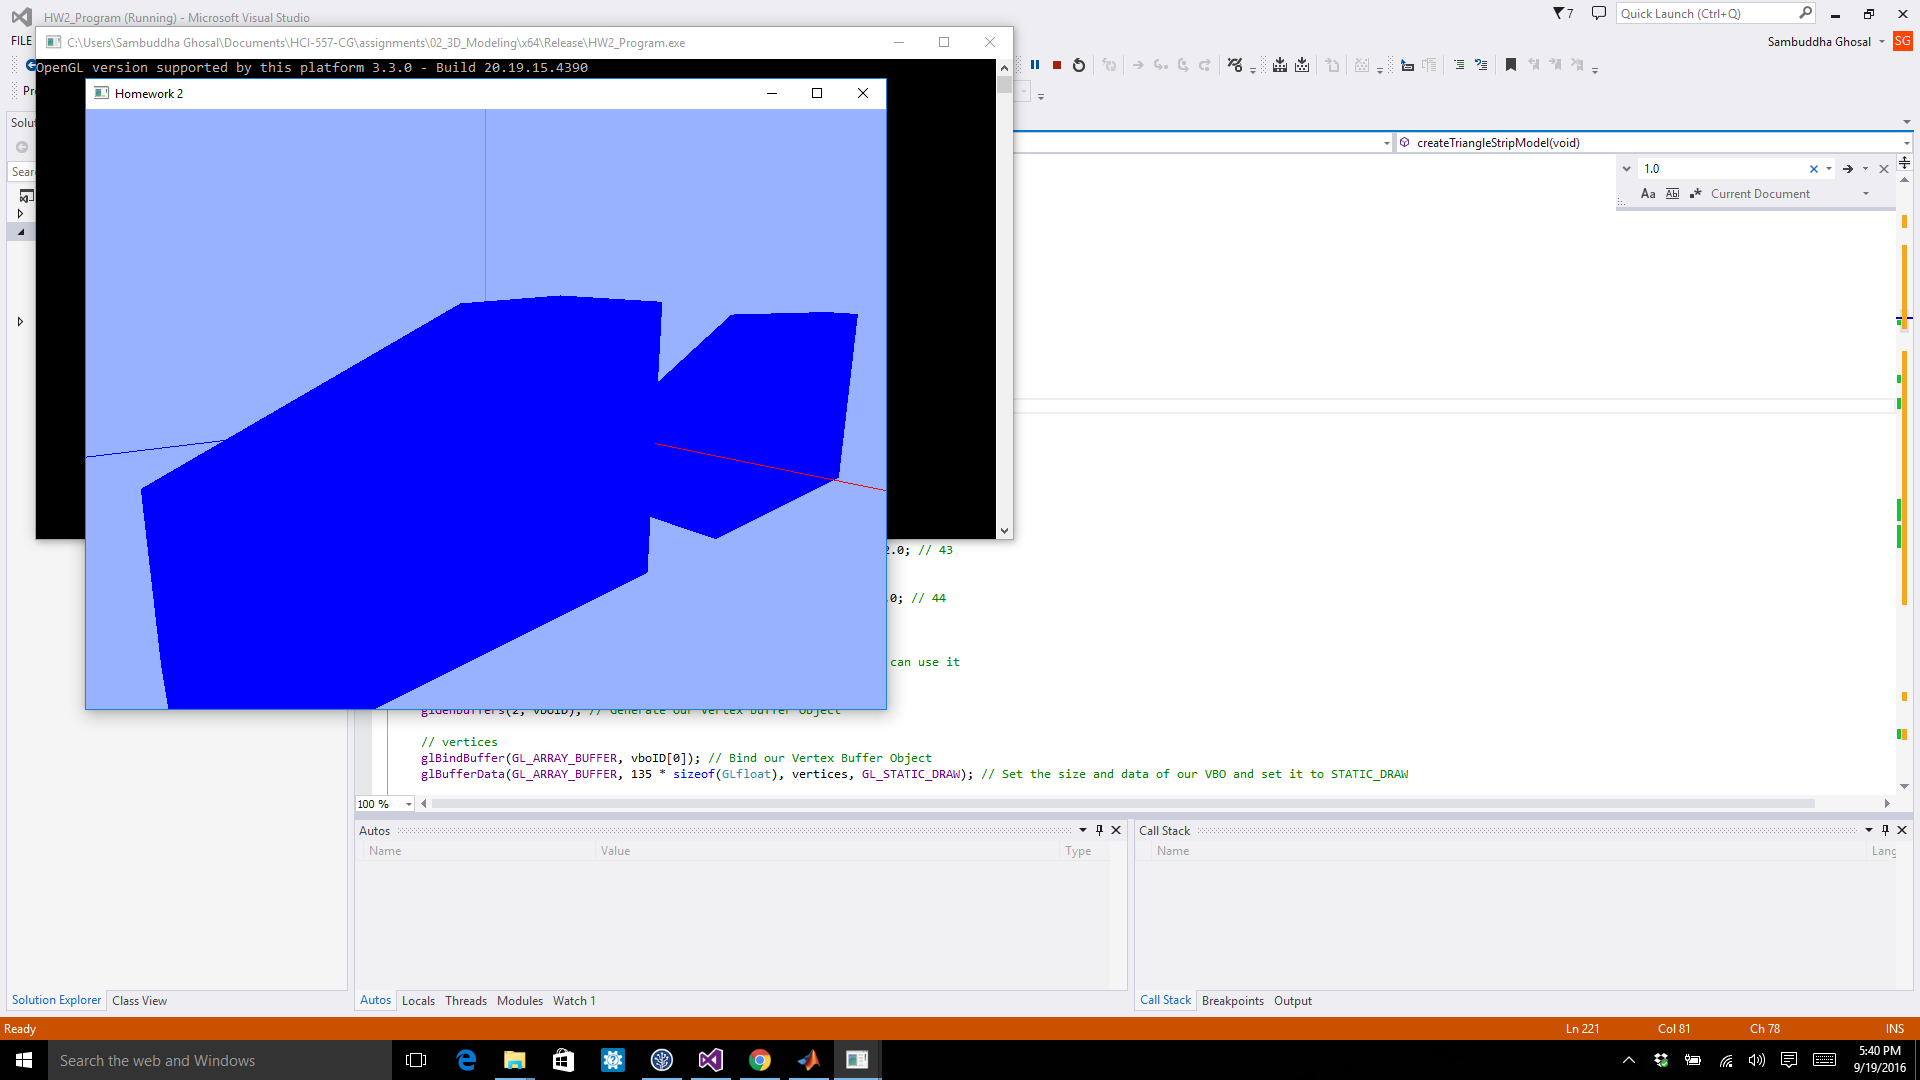 HW2_Program (Running) - Microsoft Visual Studio
7
Quick Launch (Ctrl+Q)
FILE
C:\Users\Sambuddha Ghosal\Documents\HCI-557-CG\assignments\02_3D_Modeling\x64\Release\HW2_Program.exe
Sambuddha Ghosal
SG
OpenGL version supported by this platform 3.3.0 - Build 20.19.15.4390
Homework 2
createTriangleStripModel(void)
1.0
Aa
Current Document
2.0; // 43
.0; // 44
can use it
glGenBuffers(2, vboID); // Generate our Vertex Buffer Object
// vertices
glBindBuffer(GL_ARRAY_BUFFER, vboID[0]); // Bind our Vertex Buffer Object
glBufferData(GL_ARRAY_BUFFER, 135 * sizeof(GLfloat), vertices, GL_STATIC_DRAW); // Set the size and data of our VBO and set it to STATIC_DRAW
100 %
Autos
Call Stack
Name Value Type
Name Lang
Solution Explorer Class View
Autos Locals Threads Modules Watch 1
Call Stack Breakpoints Output
Ready
Ln 221 Col 81 Ch 78 INS
Search the web and Windows
5:40 PM
9/19/2016